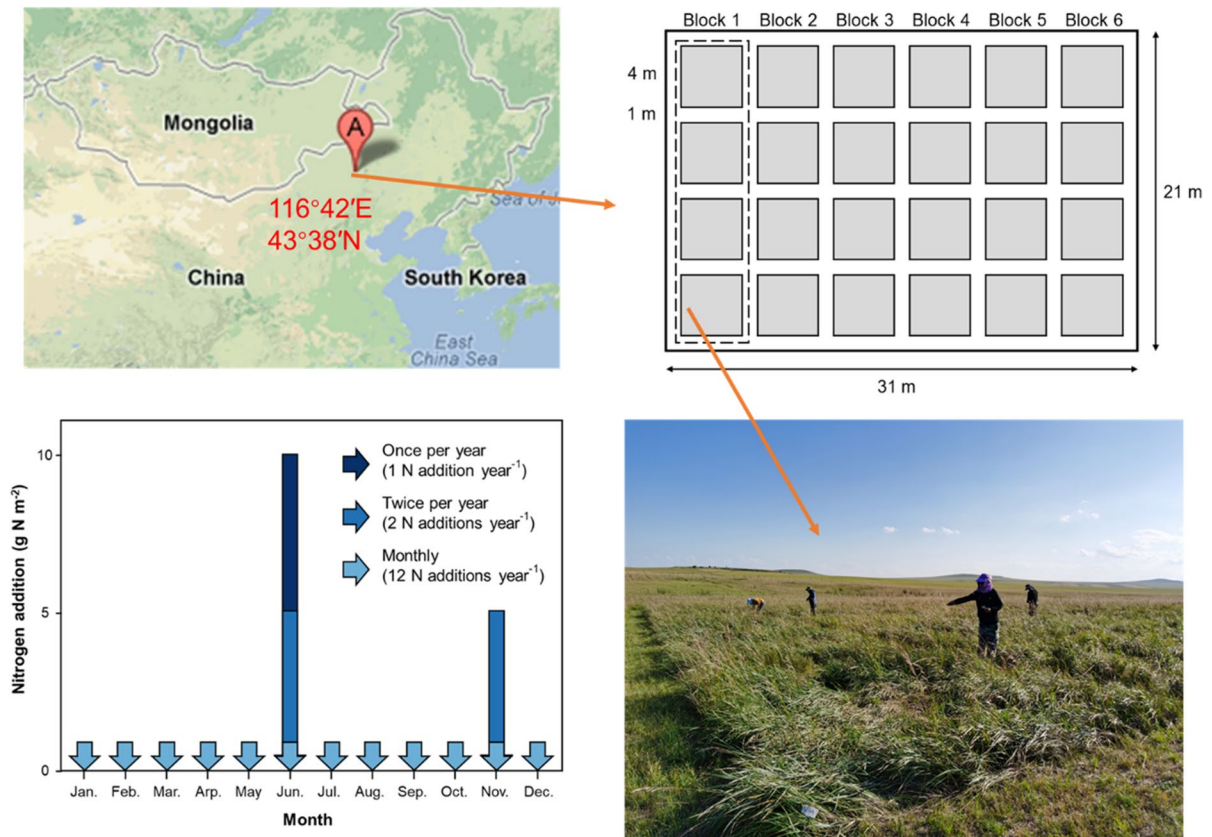 Mongolia
A
116°42′E
43°38′N
China
South Korea
Sea of J
East
China Sea
Block 1 Block 2 Block 3 Block 4 Block 5 Block 6
4 m
1 m
21 m
31 m
Nitrogen addition (g N m⁻²)
10
5
0
Once per year
(1 N addition year⁻¹)
Twice per year
(2 N additions year⁻¹)
Monthly
(12 N additions year⁻¹)
Jan. Feb. Mar. Arp. May Jun. Jul. Aug. Sep. Oct. Nov. Dec.
Month